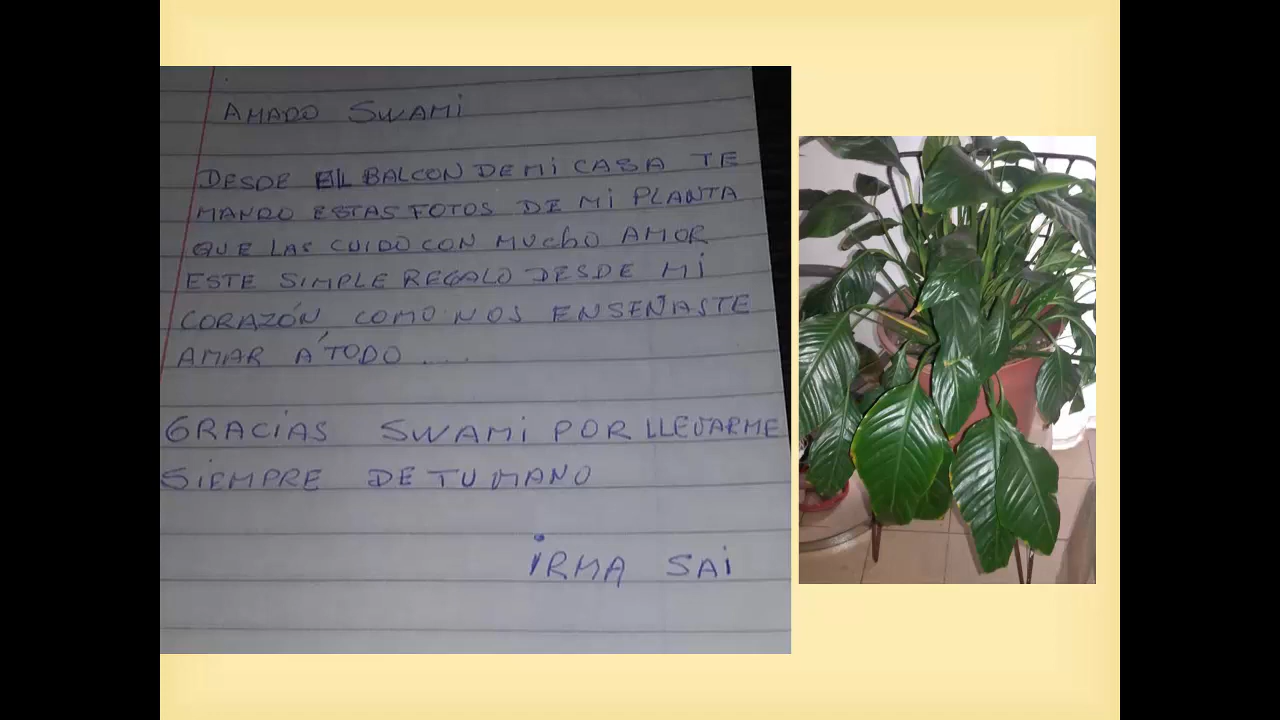 AMADO SWAMi
DESDE EL BALCON DE Mi CASA TE
MANDO ESTAS FOTOS DE Mi PLANTA
QUE LAS CUIDO CON MUCHO AMOR
ESTE SIMPLE REGALO DESDE Mi
CORAZÓN, COMO NOS ENSEÑASTE
AMAR A´TODO ....
GRACIAS SWAMi POR LLEVARME
SIEMPRE DE TU MANO
iRMA SAi